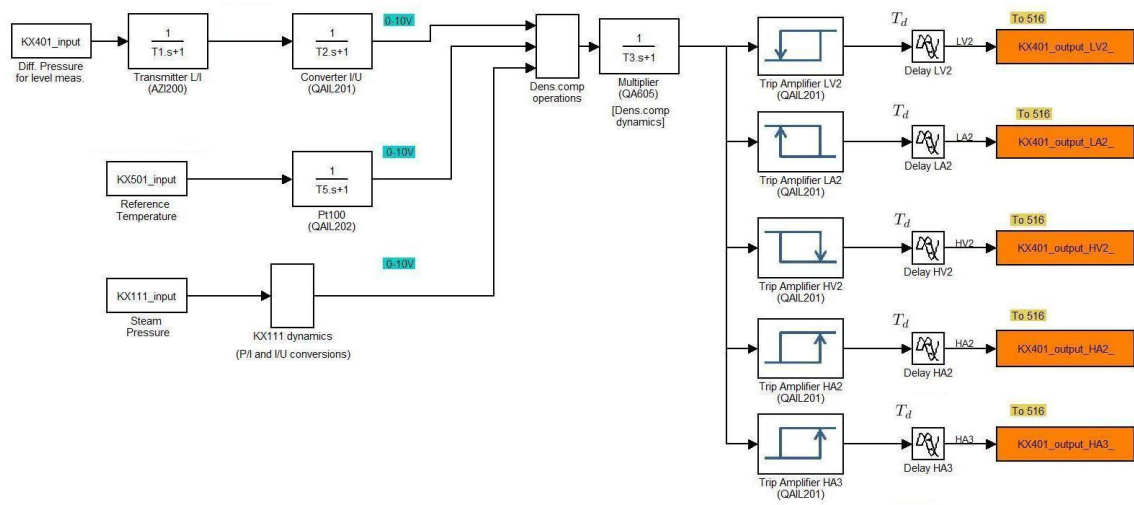 KX401_input
Diff. Pressure
for level meas.
1
T1.s+1
Transmitter L/I
(AZI200)
1
T2.s+1
Converter I/U
(QAIL201)
0-10V
KX501_input
Reference
Temperature
1
T5.s+1
Pt100
(QAIL202)
0-10V
KX111_input
Steam
Pressure
KX111 dynamics
(P/I and I/U conversions)
0-10V
Dens.comp
operations
1
T3.s+1
Multiplier
(QA605)
[Dens.comp
dynamics]
Trip Amplifier LV2
(QAIL201)
Td
Delay LV2
LV2
To 516
KX401_output_LV2_
Trip Amplifier LA2
(QAIL201)
Td
Delay LA2
LA2
To 516
KX401_output_LA2_
Trip Amplifier HV2
(QAIL201)
Td
Delay HV2
HV2
To 516
KX401_output_HV2_
Trip Amplifier HA2
(QAIL201)
Td
Delay HA2
HA2
To 516
KX401_output_HA2_
Trip Amplifier HA3
(QAIL201)
Td
Delay HA3
HA3
To 516
KX401_output_HA3_